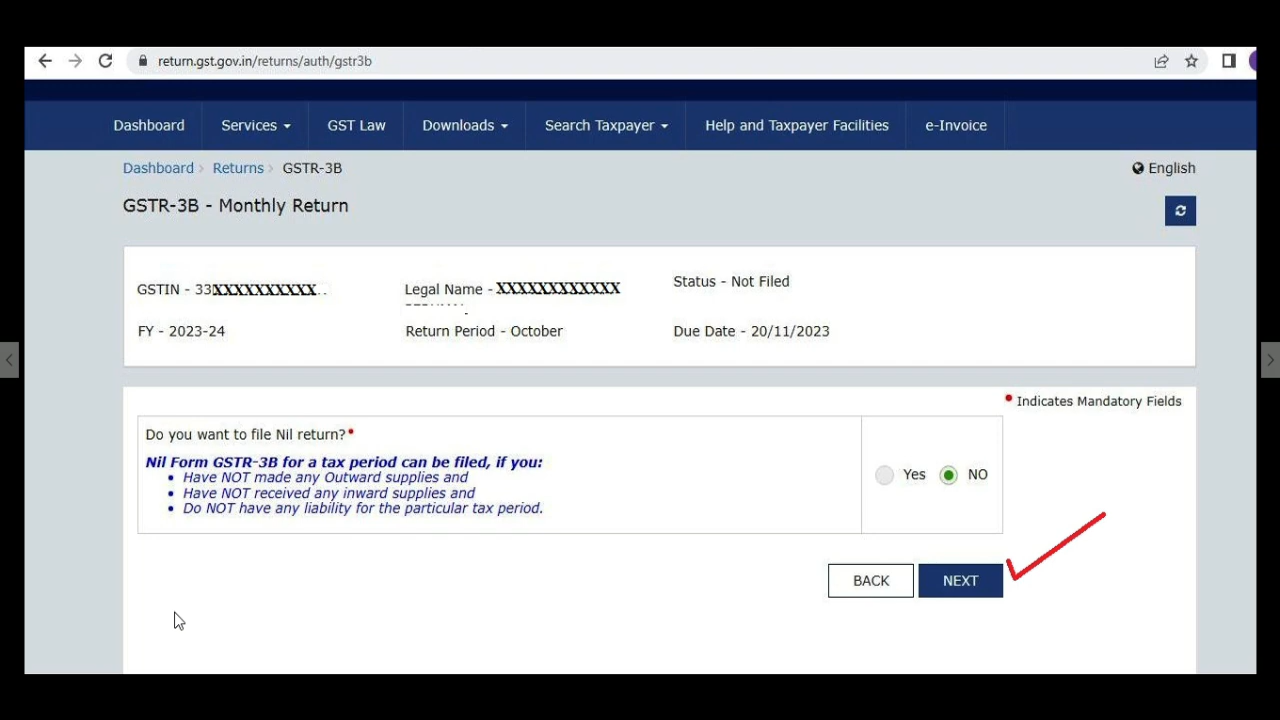 return.gst.gov.in/returns/auth/gstr3b
Dashboard Services GST Law Downloads Search Taxpayer Help and Taxpayer Facilities e-Invoice
Dashboard > Returns > GSTR-3B English
GSTR-3B - Monthly Return
GSTIN - 33XXXXXXXXXX Legal Name - XXXXXXXXXXXX Status - Not Filed
FY - 2023-24 Return Period - October Due Date - 20/11/2023
• Indicates Mandatory Fields
Do you want to file Nil return?•
Nil Form GSTR-3B for a tax period can be filed, if you:
• Have NOT made any Outward supplies and
• Have NOT received any inward supplies and
• Do NOT have any liability for the particular tax period.
Yes NO
BACK NEXT